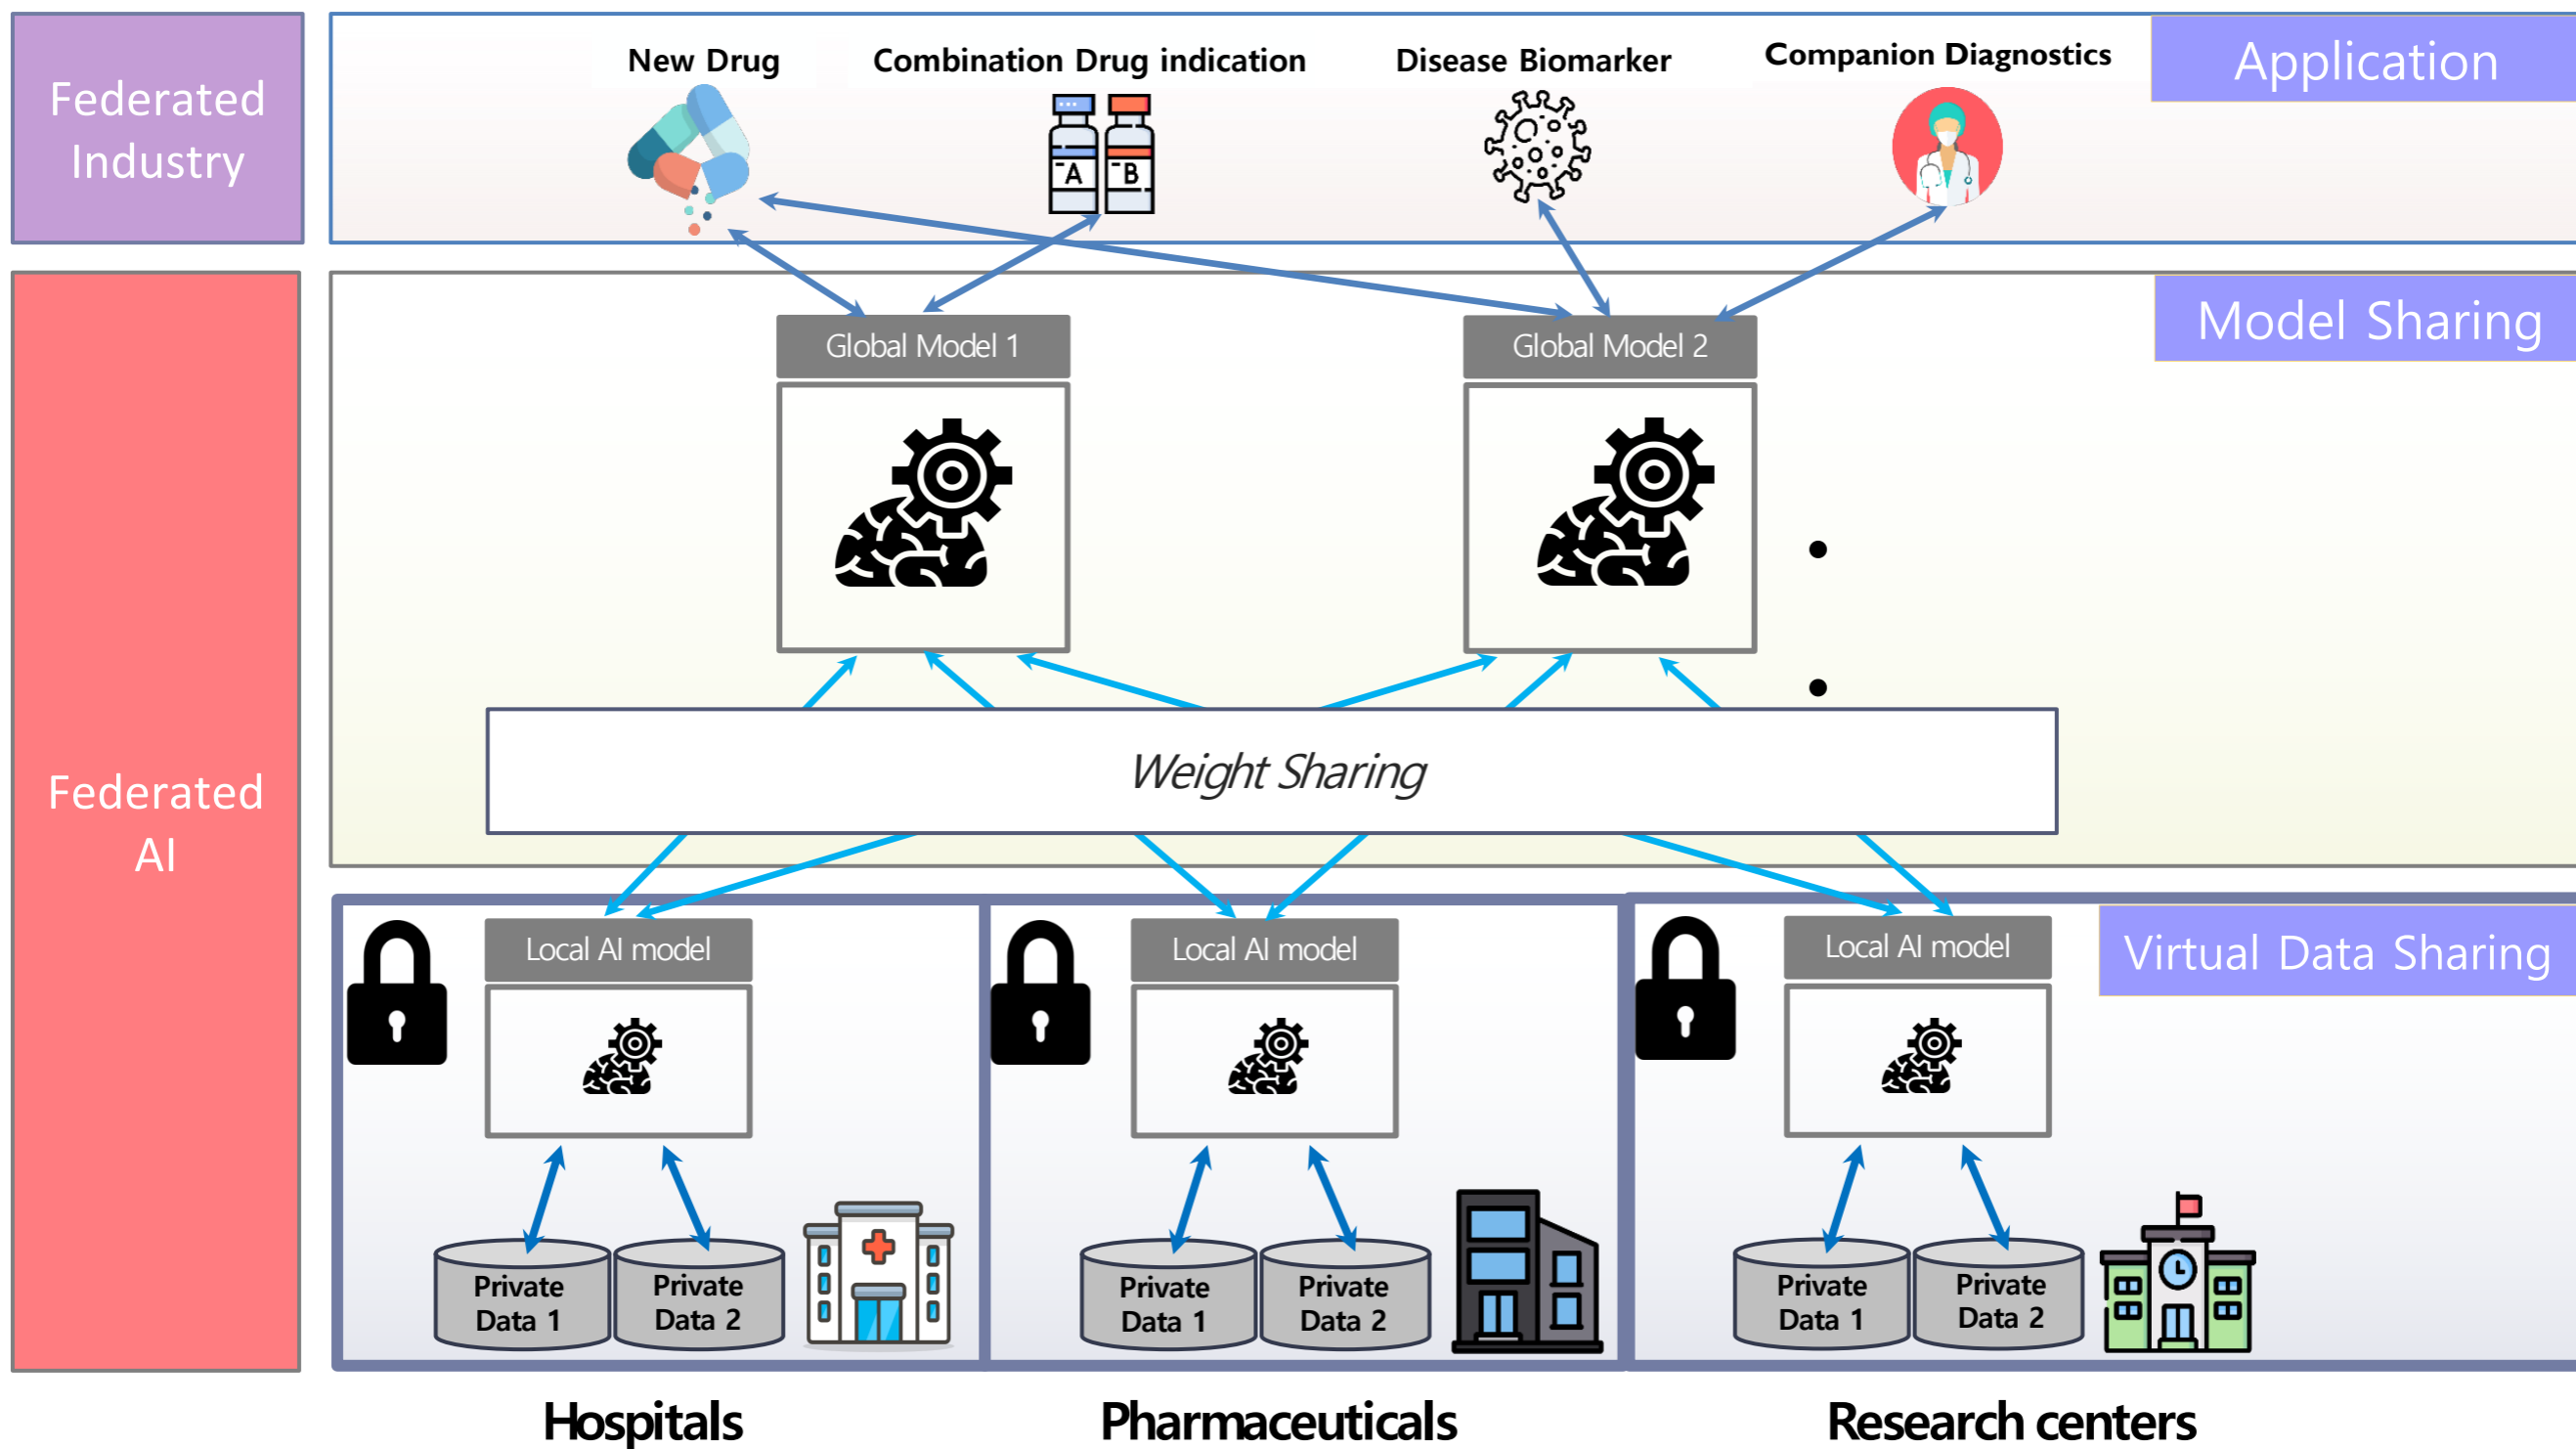 Federated
Industry
New Drug
Combination Drug indication
Disease Biomarker
Companion Diagnostics
Application
A
B
Federated
AI
Model Sharing
Global Model 1
Global Model 2
Weight Sharing
Virtual Data Sharing
Local AI model
Local AI model
Local AI model
Private
Data 1
Private
Data 2
Private
Data 1
Private
Data 2
Private
Data 1
Private
Data 2
Hospitals
Pharmaceuticals
Research centers